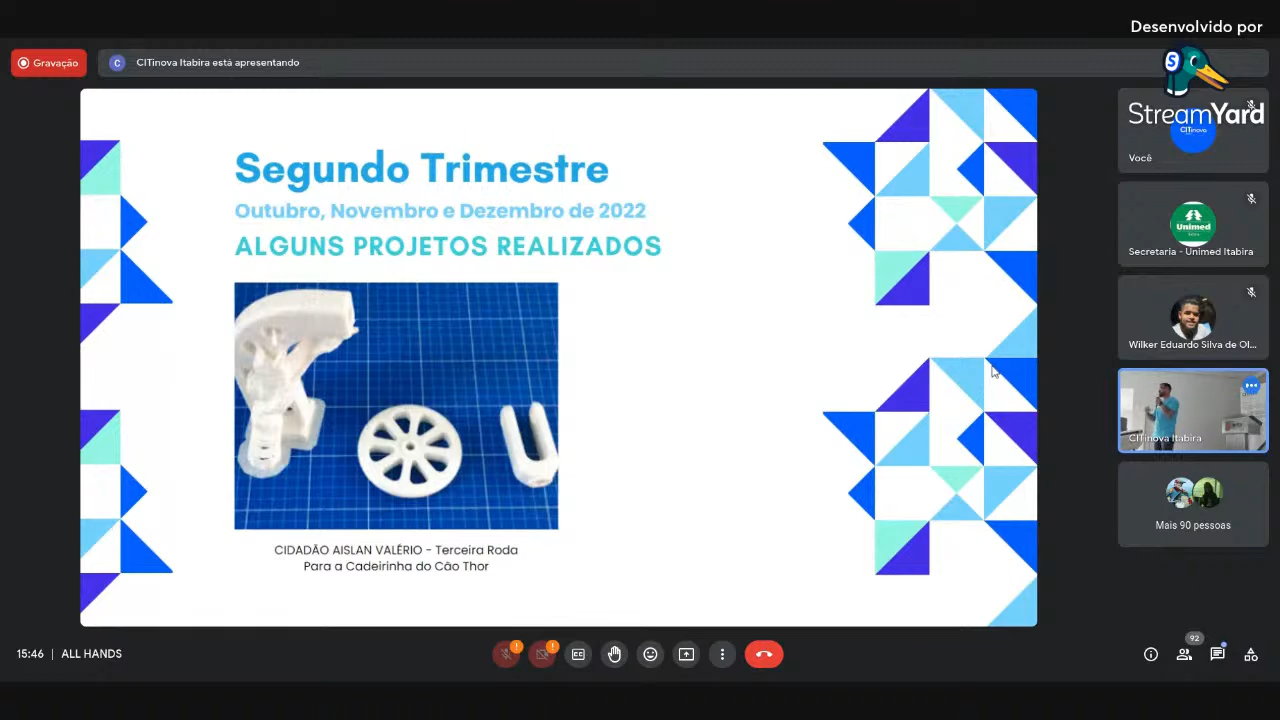 Desenvolvido por
StreamYard
Gravação
C
CITinova Itabira está apresentando
Segundo Trimestre
Outubro, Novembro e Dezembro de 2022
ALGUNS PROJETOS REALIZADOS
CIDADÃO AISLAN VALÉRIO - Terceira Roda
Para a Cadeirinha do Cão Thor
S
CITinova
Você
Unimed
Secretaria - Unimed Itabira
Wilker Eduardo Silva de Ol...
CITinova Itabira
Mais 90 pessoas
15:46 | ALL HANDS
92